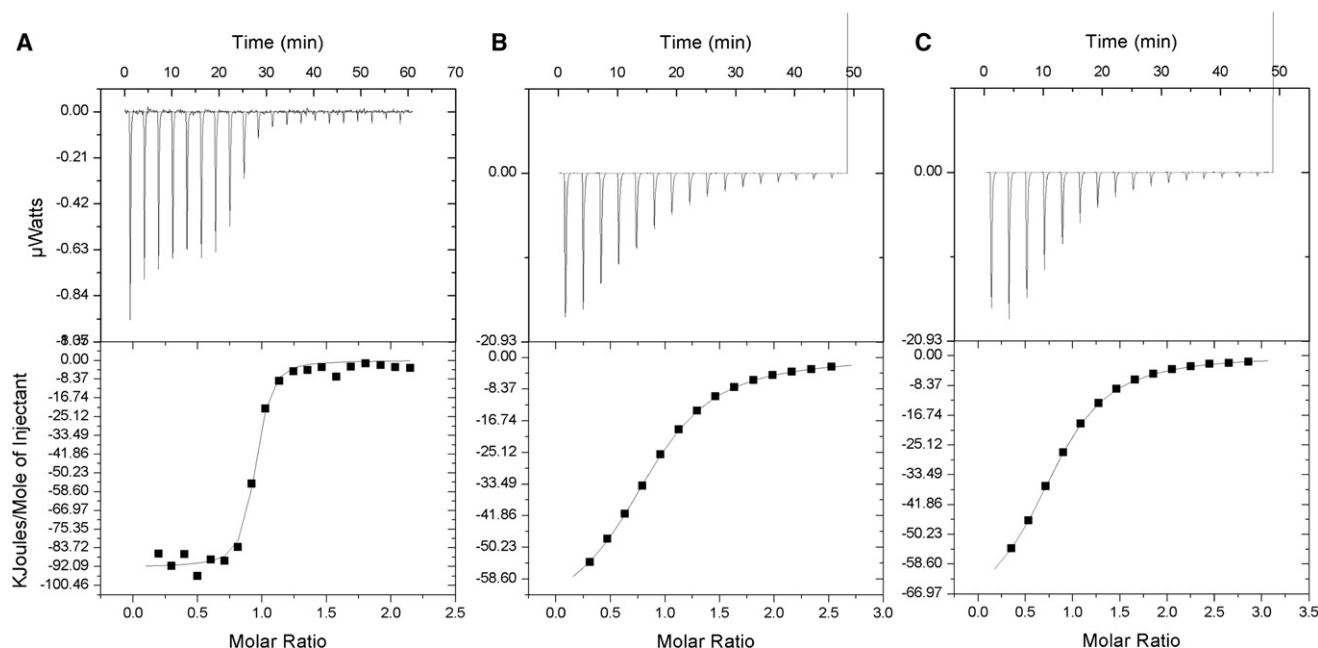 A
Time (min)
0 10 20 30 40 50 60 70
µWatts
0.00
-0.21
-0.42
-0.63
-0.84
KJoules/Mole of Injectant
0.00
-8.37
-16.74
-25.12
-33.49
-41.86
-50.23
-58.60
-66.97
-75.35
-83.72
-92.09
-100.46
0.0 0.5 1.0 1.5 2.0 2.5
Molar Ratio
B
Time (min)
0 10 20 30 40 50
0.00
-20.93
0.00
-8.37
-16.74
-25.12
-33.49
-41.86
-50.23
-58.60
0.0 0.5 1.0 1.5 2.0 2.5 3.0
Molar Ratio
C
Time (min)
0 10 20 30 40 50
0.00
-20.93
0.00
-8.37
-16.74
-25.12
-33.49
-41.86
-50.23
-58.60
-66.97
0.0 0.5 1.0 1.5 2.0 2.5 3.0 3.5
Molar Ratio